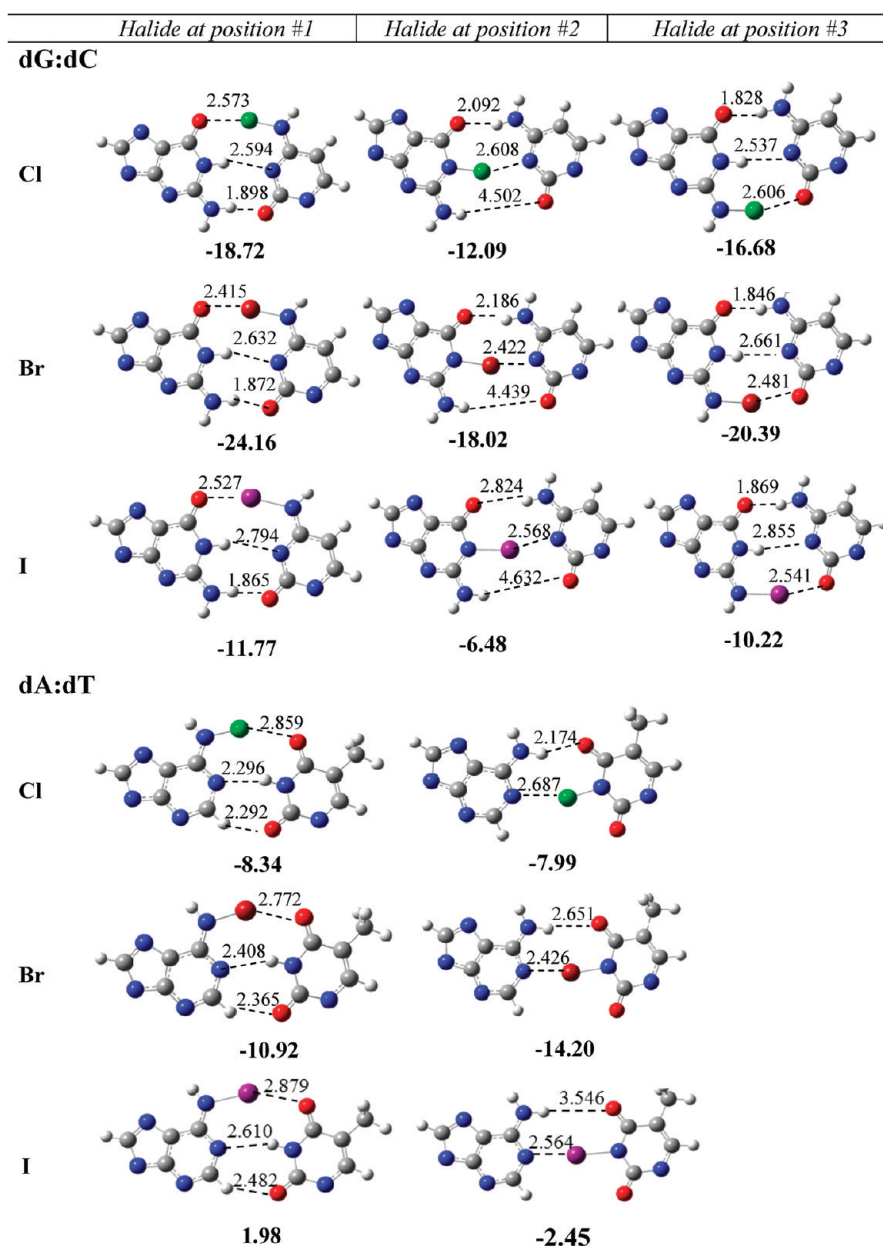 Halide at position #1 Halide at position #2 Halide at position #3
dG:dC
2.573 2.092 1.828
2.594 2.608 2.537
Cl
1.898 4.502 2.606
-18.72 -12.09 -16.68
2.415 2.186 1.846
2.632 2.422 2.661
Br
1.872 4.439 2.481
-24.16 -18.02 -20.39
2.527 2.824 1.869
2.794 2.568 2.855
I
1.865 4.632 2.541
-11.77 -6.48 -10.22
dA:dT
2.859 2.174
2.296 2.687
Cl
2.292
-8.34 -7.99
2.772 2.651
2.408 2.426
Br
2.365
-10.92 -14.20
2.879 3.546
2.610 2.564
I
2.482
1.98 -2.45